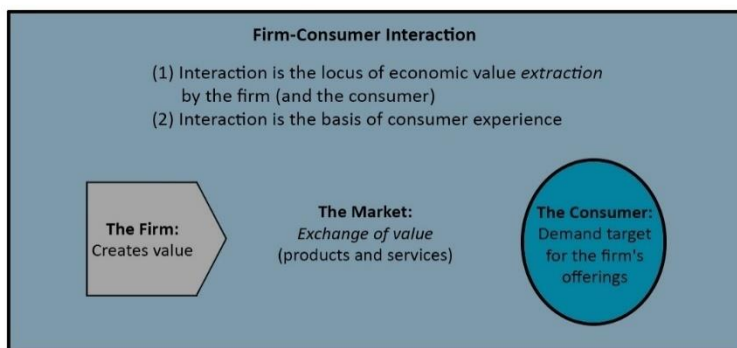 Firm-Consumer Interaction
(1) Interaction is the locus of economic value extraction
by the firm (and the consumer)
(2) Interaction is the basis of consumer experience
The Firm:
Creates value
The Market:
Exchange of value
(products and services)
The Consumer:
Demand target
for the firm's
offerings